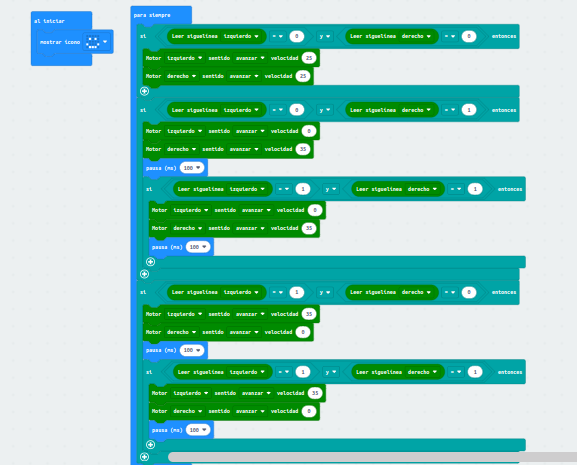 al iniciar
mostrar icono
para siempre
si Leer siguelinea izquierdo = 0 y Leer siguelinea derecho = 0 entonces
Motor izquierdo sentido avanzar velocidad 25
Motor derecho sentido avanzar velocidad 25
si Leer siguelinea izquierdo = 0 y Leer siguelinea derecho = 1 entonces
Motor izquierdo sentido avanzar velocidad 0
Motor derecho sentido avanzar velocidad 35
pausa (ms) 100
si Leer siguelinea izquierdo = 1 y Leer siguelinea derecho = 1 entonces
Motor izquierdo sentido avanzar velocidad 0
Motor derecho sentido avanzar velocidad 35
pausa (ms) 100
si Leer siguelinea izquierdo = 1 y Leer siguelinea derecho = 0 entonces
Motor izquierdo sentido avanzar velocidad 35
Motor derecho sentido avanzar velocidad 0
pausa (ms) 100
si Leer siguelinea izquierdo = 1 y Leer siguelinea derecho = 1 entonces
Motor izquierdo sentido avanzar velocidad 35
Motor derecho sentido avanzar velocidad 0
pausa (ms) 100